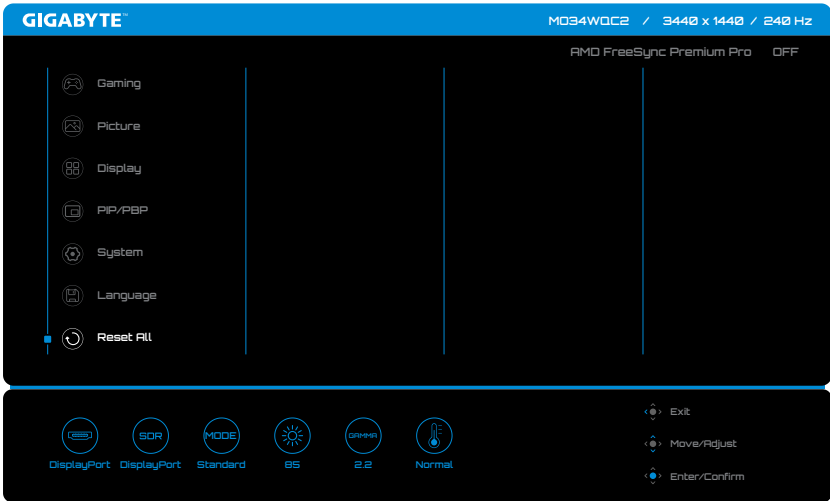 GIGABYTE™
MO34WQC2 / 3440 x 1440 / 240 Hz
AMD FreeSync Premium Pro OFF
Gaming
Picture
Display
PIP/PBP
System
Language
Reset All
SDR
MODE
GAMMA
DisplayPort DisplayPort Standard 85 2.2 Normal
Exit
Move/Adjust
Enter/Confirm